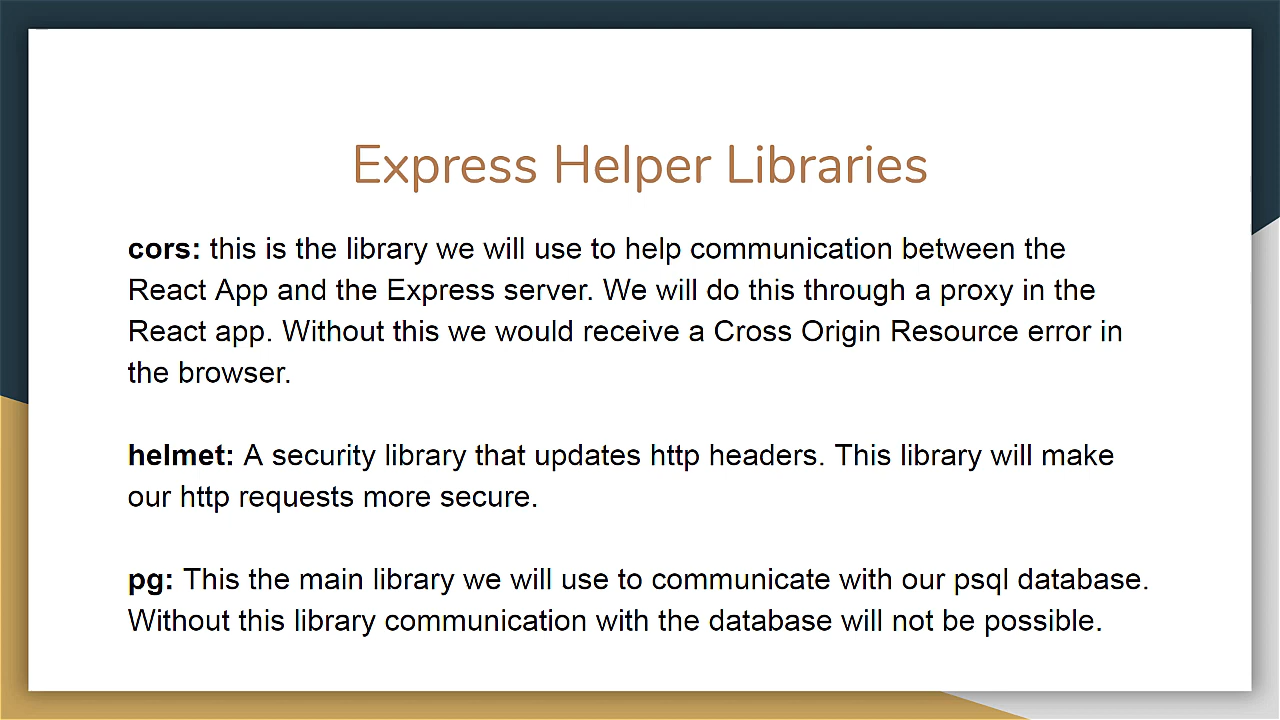 Express Helper Libraries
cors: this is the library we will use to help communication between the
React App and the Express server. We will do this through a proxy in the
React app. Without this we would receive a Cross Origin Resource error in
the browser.
helmet: A security library that updates http headers. This library will make
our http requests more secure.
pg: This the main library we will use to communicate with our psql database.
Without this library communication with the database will not be possible.